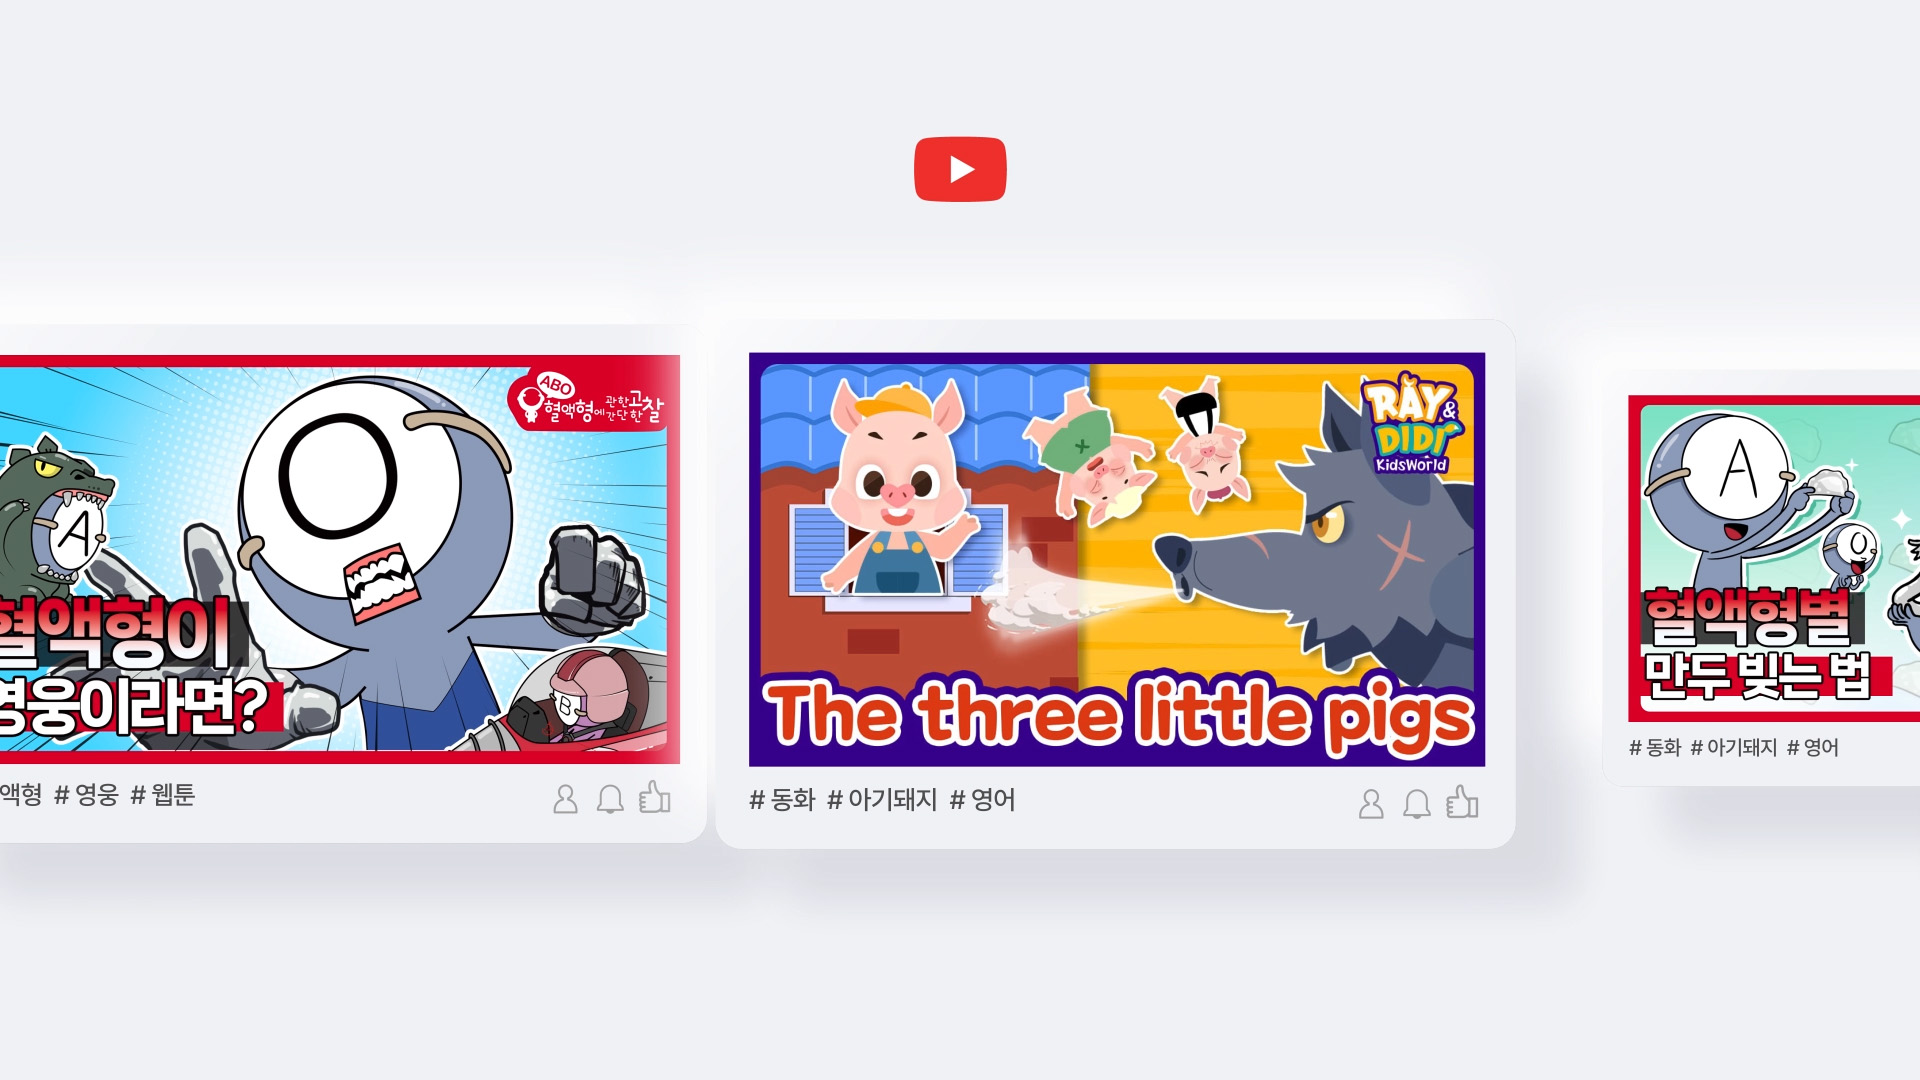 ABO
혈액형에 관한 간단한 고찰
O
A
B
혈액형이
영웅이라면?
액형 # 영웅 # 웹툰
RAY &
DIDI
KidsWorld
The three little pigs
# 동화 # 아기돼지 # 영어
A
O
혈액형별
만두 빚는 법
# 동화 # 아기돼지 # 영어